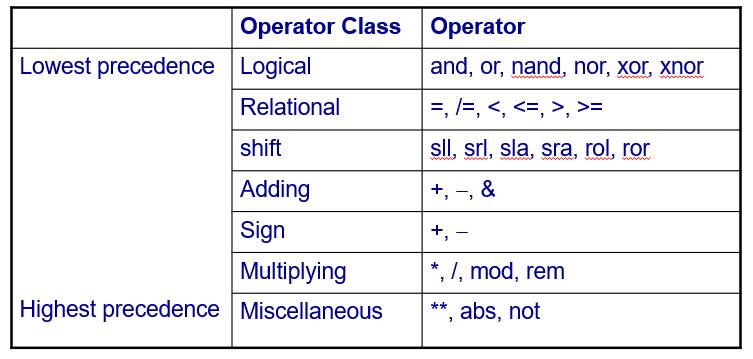 Operator Class Operator
Lowest precedence Logical and, or, nand, nor, xor, xnor
Relational =, /=, <, <=, >, >=
shift sll, srl, sla, sra, rol, ror
Adding +, –, &
Sign +, –
Multiplying *, /, mod, rem
Highest precedence Miscellaneous **, abs, not